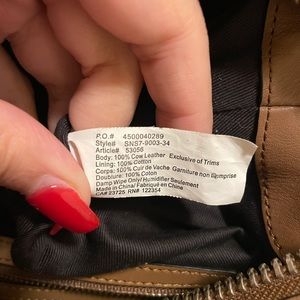 P.O.# 4500040289
Style# SNS7-9003-34
Article# 53056
Body: 100% Cow Leather Exclusive of Trims
Lining: 100% Cotton
Corps: 100% Cuir de Vache Garniture non Comprise
Doublure: 100% Coton
Damp Wipe Only/ Humidifier Seulement
Made in China/ Fabriqué en Chine
CA# 23725 RN# 122354